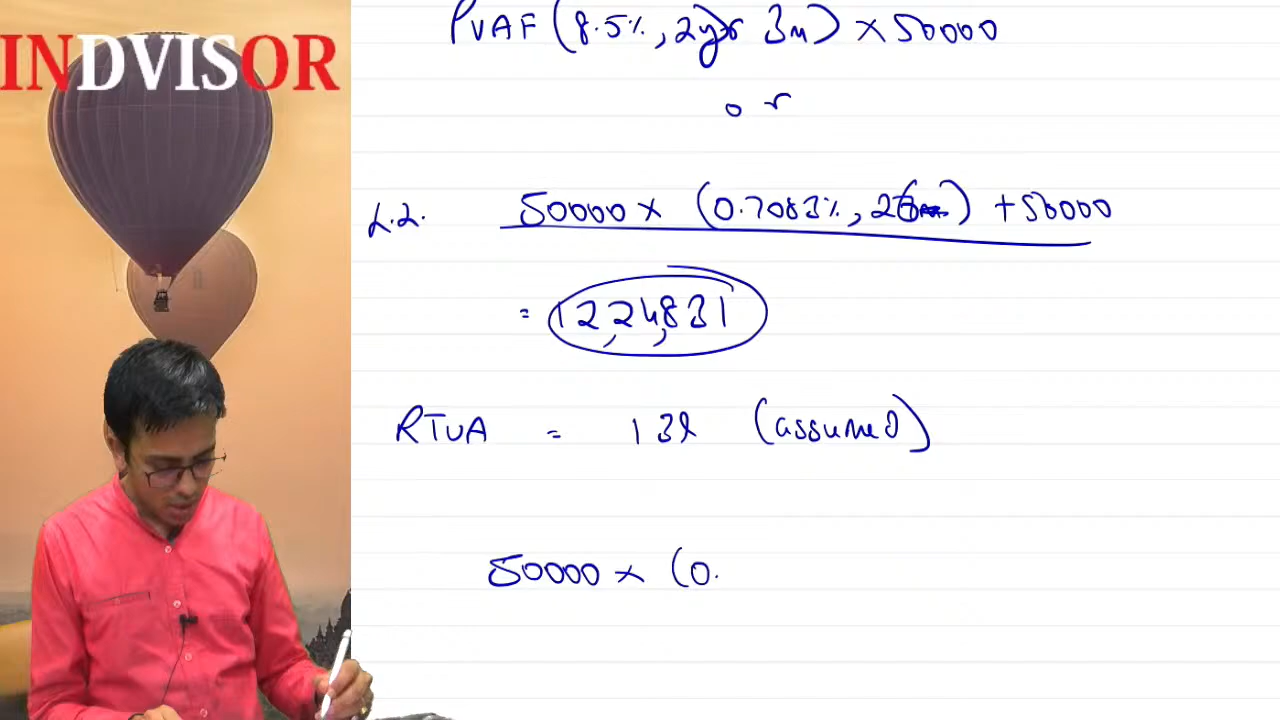 INDVISOR
PVAF (8.5%, 2yr 3m) × 50000
or
L.L. 50000 × (0.7083%, 26) + 50000
= 12,24,831
RTUA = 13% (assumed)
50000 × (0.